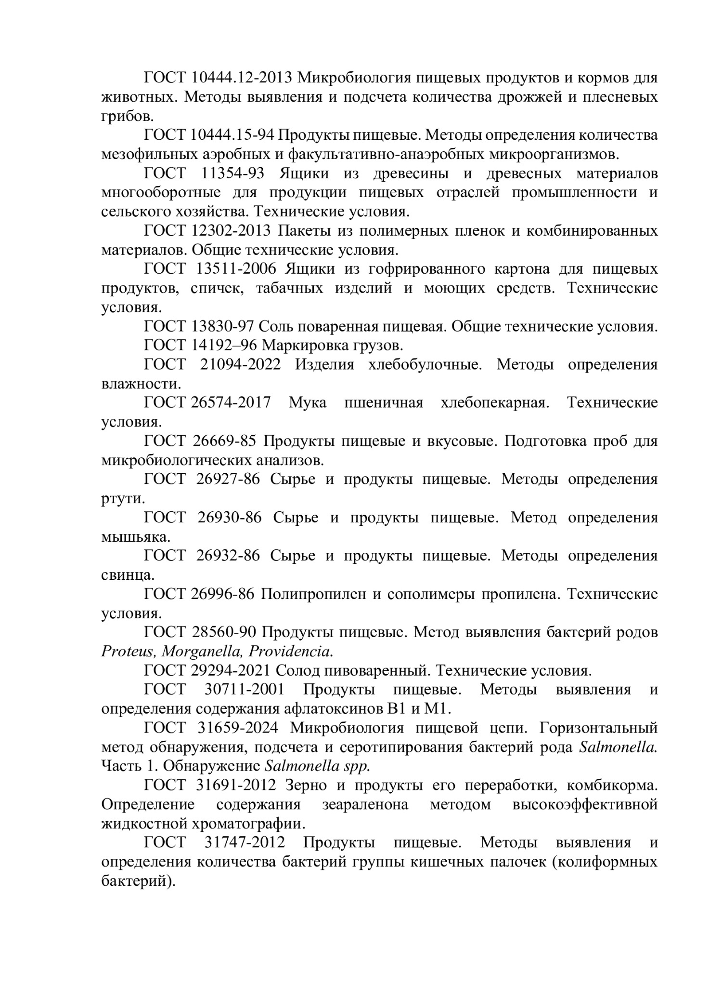 ГОСТ 10444.12-2013 Микробиология пищевых продуктов и кормов для
животных. Методы выявления и подсчета количества дрожжей и плесневых
грибов.
ГОСТ 10444.15-94 Продукты пищевые. Методы определения количества
мезофильных аэробных и факультативно-анаэробных микроорганизмов.
ГОСТ 11354-93 Ящики из древесины и древесных материалов
многооборотные для продукции пищевых отраслей промышленности и
сельского хозяйства. Технические условия.
ГОСТ 12302-2013 Пакеты из полимерных пленок и комбинированных
материалов. Общие технические условия.
ГОСТ 13511-2006 Ящики из гофрированного картона для пищевых
продуктов, спичек, табачных изделий и моющих средств. Технические
условия.
ГОСТ 13830-97 Соль поваренная пищевая. Общие технические условия.
ГОСТ 14192–96 Маркировка грузов.
ГОСТ 21094-2022 Изделия хлебобулочные. Методы определения
влажности.
ГОСТ 26574-2017 Мука пшеничная хлебопекарная. Технические
условия.
ГОСТ 26669-85 Продукты пищевые и вкусовые. Подготовка проб для
микробиологических анализов.
ГОСТ 26927-86 Сырье и продукты пищевые. Методы определения
ртути.
ГОСТ 26930-86 Сырье и продукты пищевые. Метод определения
мышьяка.
ГОСТ 26932-86 Сырье и продукты пищевые. Методы определения
свинца.
ГОСТ 26996-86 Полипропилен и сополимеры пропилена. Технические
условия.
ГОСТ 28560-90 Продукты пищевые. Метод выявления бактерий родов
Proteus, Morganella, Providencia.
ГОСТ 29294-2021 Солод пивоваренный. Технические условия.
ГОСТ 30711-2001 Продукты пищевые. Методы выявления и
определения содержания афлатоксинов В1 и М1.
ГОСТ 31659-2024 Микробиология пищевой цепи. Горизонтальный
метод обнаружения, подсчета и серотипирования бактерий рода Salmonella.
Часть 1. Обнаружение Salmonella spp.
ГОСТ 31691-2012 Зерно и продукты его переработки, комбикорма.
Определение содержания зеараленона методом высокоэффективной
жидкостной хроматографии.
ГОСТ 31747-2012 Продукты пищевые. Методы выявления и
определения количества бактерий группы кишечных палочек (колиформных
бактерий).